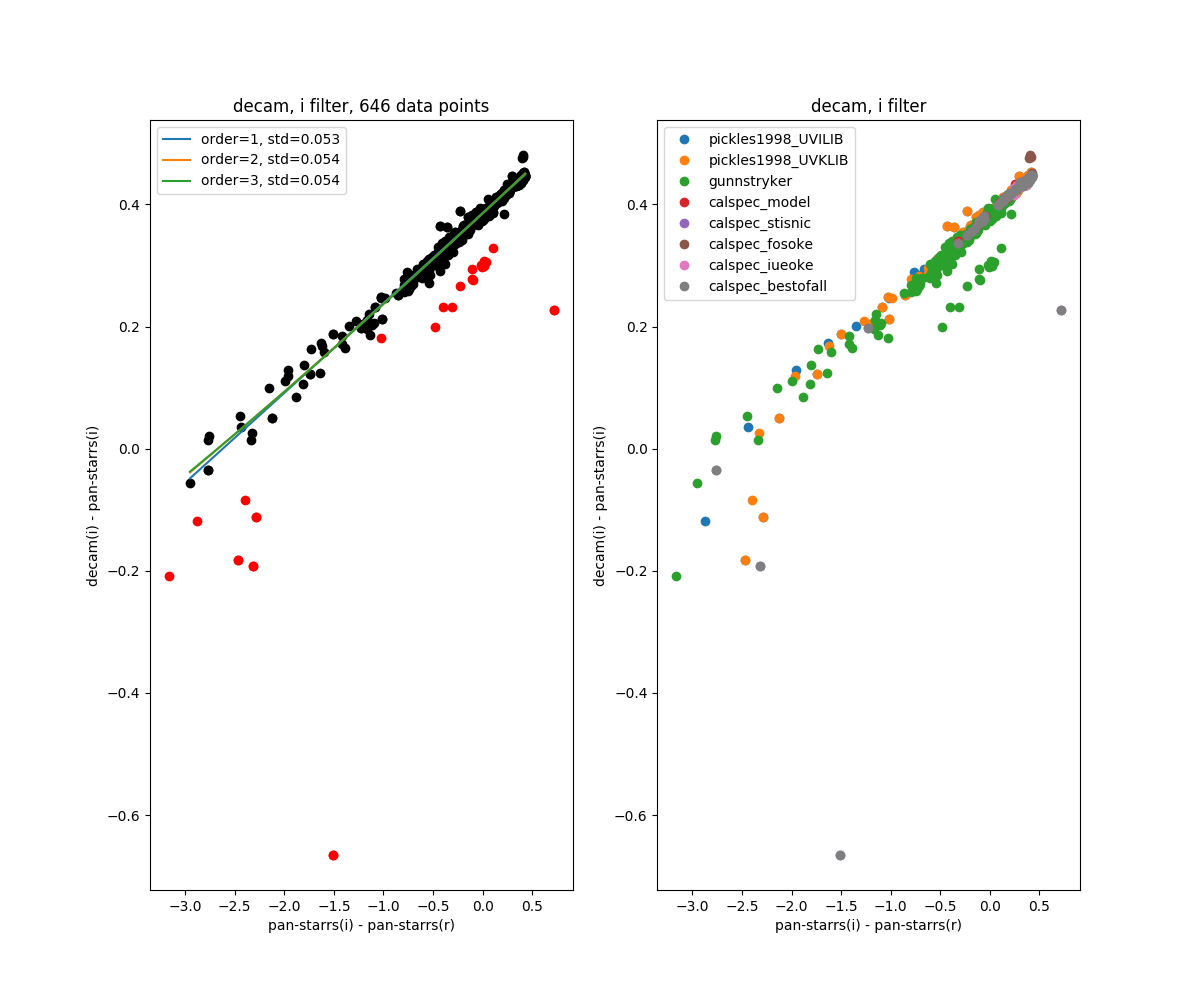 decam, i filter, 646 data points
order=1, std=0.053
order=2, std=0.054
order=3, std=0.054
0.4
0.2
0.0
−0.2
−0.4
−0.6
decam(i) - pan-starrs(i)
−3.0 −2.5 −2.0 −1.5 −1.0 −0.5 0.0 0.5
pan-starrs(i) - pan-starrs(r)
decam, i filter
pickles1998_UVILIB
pickles1998_UVKLIB
gunnstryker
calspec_model
calspec_stisnic
calspec_fosoke
calspec_iueoke
calspec_bestofall
0.4
0.2
0.0
−0.2
−0.4
−0.6
decam(i) - pan-starrs(i)
−3.0 −2.5 −2.0 −1.5 −1.0 −0.5 0.0 0.5
pan-starrs(i) - pan-starrs(r)